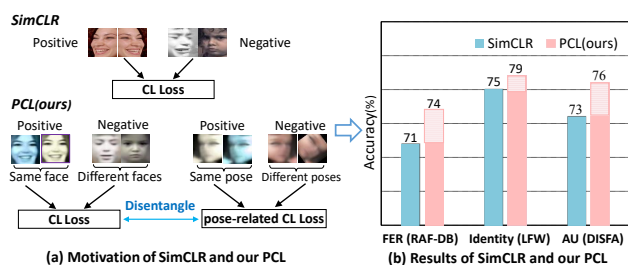 SimCLR
Positive
Negative
CL Loss
PCL(ours)
Positive
Negative
Positive
Negative
Same face
Different faces
Same pose
Different poses
CL Loss
Disentangle
pose-related CL Loss
(a) Motivation of SimCLR and our PCL
Accuracy(%)
SimCLR
PCL(ours)
71
74
75
79
73
76
FER (RAF-DB)
Identity (LFW)
AU (DISFA)
(b) Results of SimCLR and our PCL